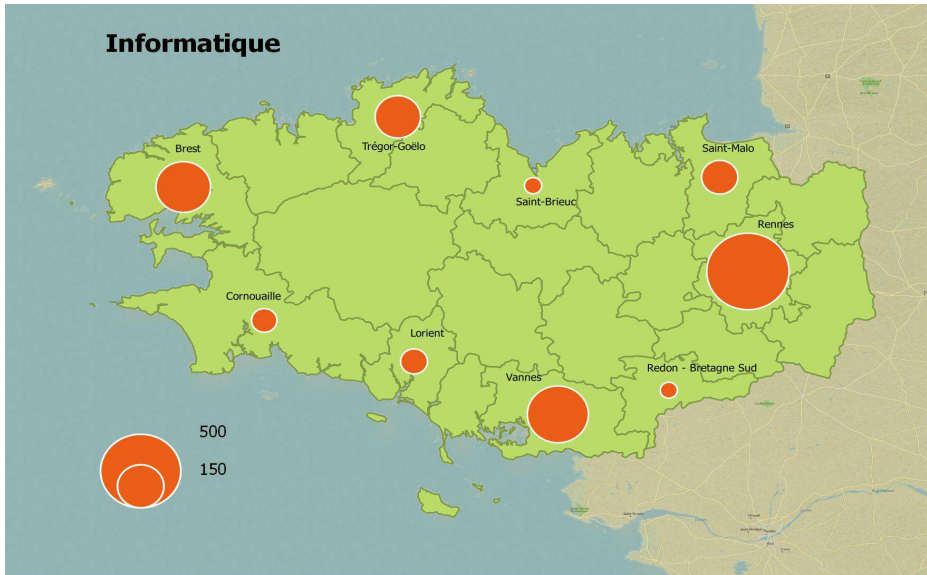 Informatique
Brest
Trégor-Goëlo
Saint-Malo
Saint-Brieuc
Rennes
Cornouaille
Lorient
Vannes
Redon - Bretagne Sud
500
150